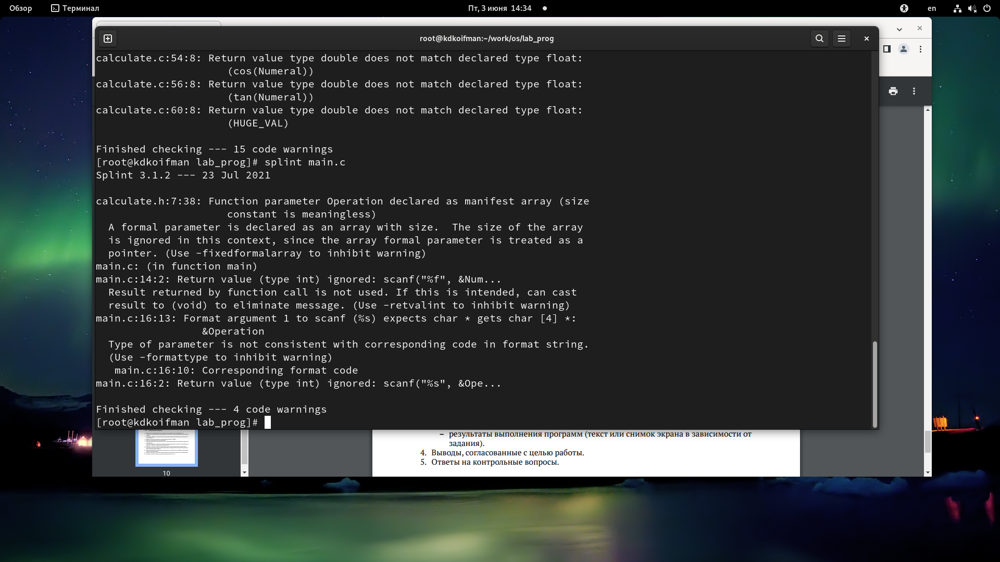 Обзор
Терминал
Пт, 3 июня 14:34
en
root@kdkoifman:~/work/os/lab_prog
calculate.c:54:8: Return value type double does not match declared type float:
(cos(Numeral))
calculate.c:56:8: Return value type double does not match declared type float:
(tan(Numeral))
calculate.c:60:8: Return value type double does not match declared type float:
(HUGE_VAL)
Finished checking --- 15 code warnings
[root@kdkoifman lab_prog]# splint main.c
Splint 3.1.2 --- 23 Jul 2021
calculate.h:7:38: Function parameter Operation declared as manifest array (size
constant is meaningless)
A formal parameter is declared as an array with size.  The size of the array
is ignored in this context, since the array formal parameter is treated as a
pointer. (Use -fixedformalarray to inhibit warning)
main.c: (in function main)
main.c:14:2: Return value (type int) ignored: scanf("%f", &Num...
Result returned by function call is not used. If this is intended, can cast
result to (void) to eliminate message. (Use -retvalint to inhibit warning)
main.c:16:13: Format argument 1 to scanf (%s) expects char * gets char [4] *:
&Operation
Type of parameter is not consistent with corresponding code in format string.
(Use -formattype to inhibit warning)
main.c:16:10: Corresponding format code
main.c:16:2: Return value (type int) ignored: scanf("%s", &Ope...
Finished checking --- 4 code warnings
[root@kdkoifman lab_prog]#
– результаты выполнения программ (текст или снимок экрана в зависимости от
задания).
4. Выводы, согласованные с целью работы.
5. Ответы на контрольные вопросы.
10